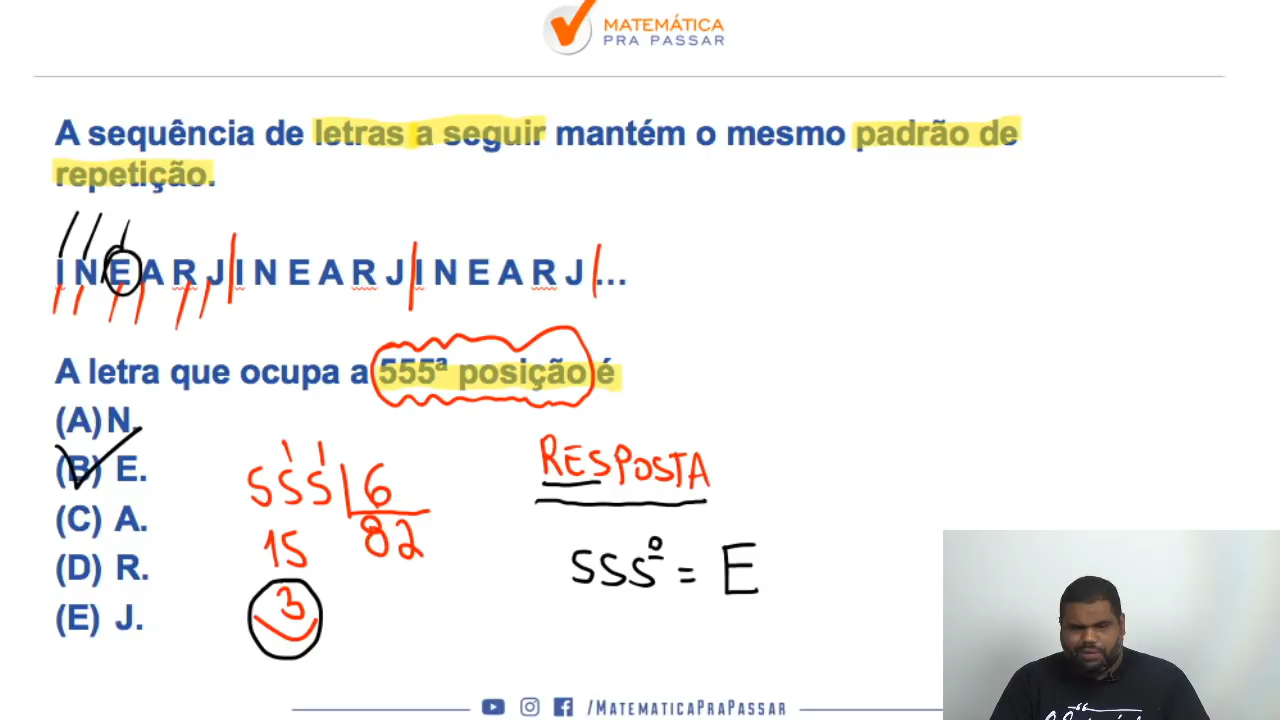 MATEMÁTICA
PRA PASSAR
A sequência de letras a seguir mantém o mesmo padrão de
repetição.
I N E A R J I N E A R J I N E A R J ...
A letra que ocupa a 555ª posição é
(A) N.
(B) E.
(C) A.
(D) R.
(E) J.
555 6
15 82
3
RESPOSTA
555º = E
/MATEMATICAPRAPASSAR